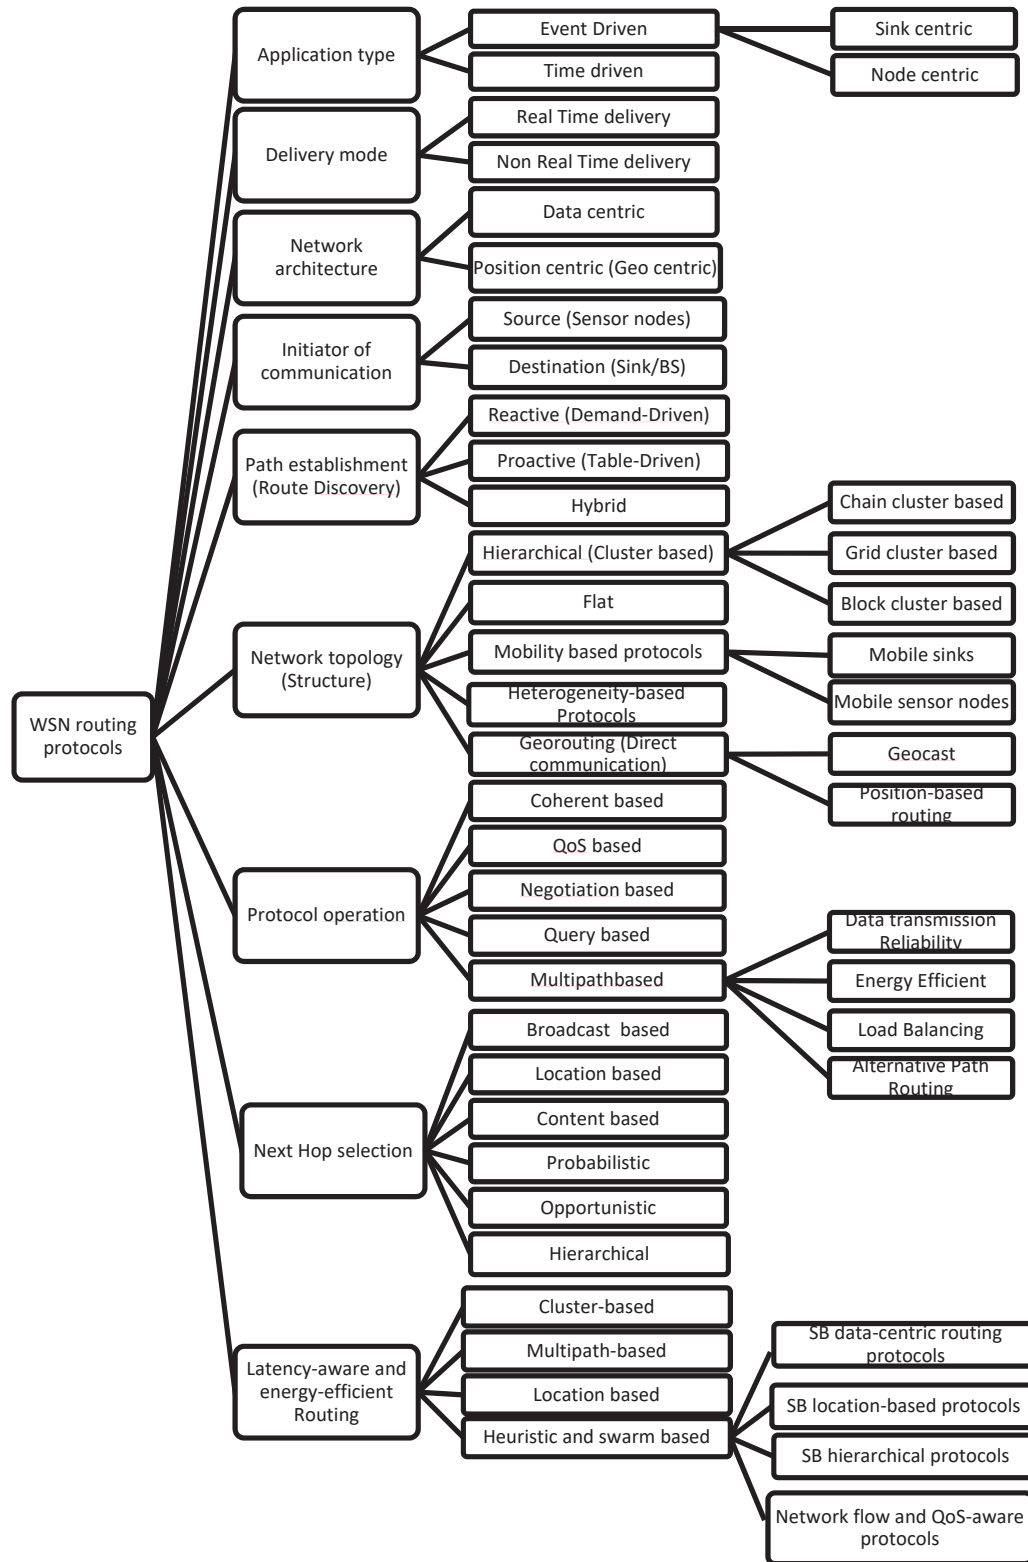 WSN routing
protocols
Application type
Event Driven
Sink centric
Node centric
Time driven
Delivery mode
Real Time delivery
Non Real Time delivery
Network
architecture
Data centric
Position centric (Geo centric)
Initiator of
communication
Source (Sensor nodes)
Destination (Sink/BS)
Path establishment
(Route Discovery)
Reactive (Demand-Driven)
Proactive (Table-Driven)
Hybrid
Network topology
(Structure)
Hierarchical (Cluster based)
Chain cluster based
Grid cluster based
Block cluster based
Flat
Mobility based protocols
Mobile sinks
Mobile sensor nodes
Heterogeneity-based
Protocols
Georouting (Direct
communication)
Geocast
Position-based
routing
Protocol operation
Coherent based
QoS based
Negotiation based
Query based
Multipathbased
Data transmission
Reliability
Energy Efficient
Load Balancing
Alternative Path
Routing
Next Hop selection
Broadcast  based
Location based
Content based
Probabilistic
Opportunistic
Hierarchical
Latency-aware and
energy-efficient
Routing
Cluster-based
Multipath-based
Location based
Heuristic and swarm based
SB data-centric routing
protocols
SB location-based protocols
SB hierarchical protocols
Network flow and QoS-aware
protocols